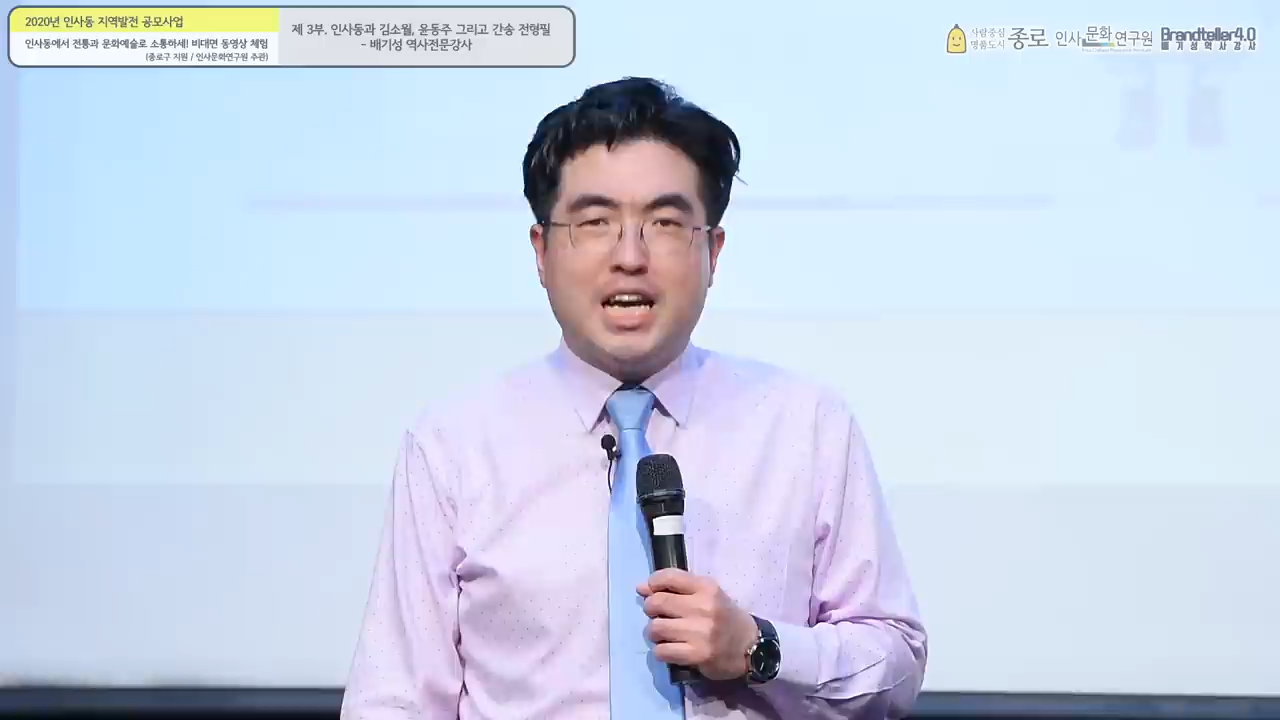 2020년 인사동 지역발전 공모사업
인사동에서 전통과 문화예술로 소통하세! 비대면 동영상 체험
(종로구 지원 / 인사문화연구원 주관)
제 3부. 인사동과 김소월, 윤동주 그리고 간송 전형필
- 배기성 역사전문강사
사람중심
명품도시
종로
인사문화연구원
Brandteller4.0
배기성역사강사